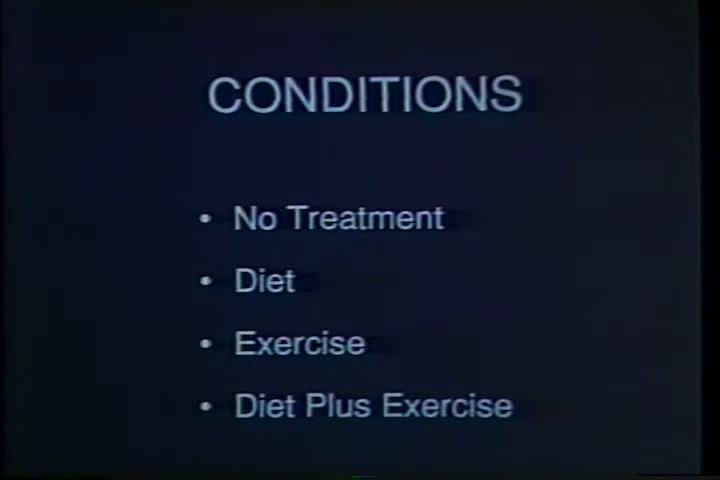 CONDITIONS
• No Treatment
• Diet
• Exercise
• Diet Plus Exercise